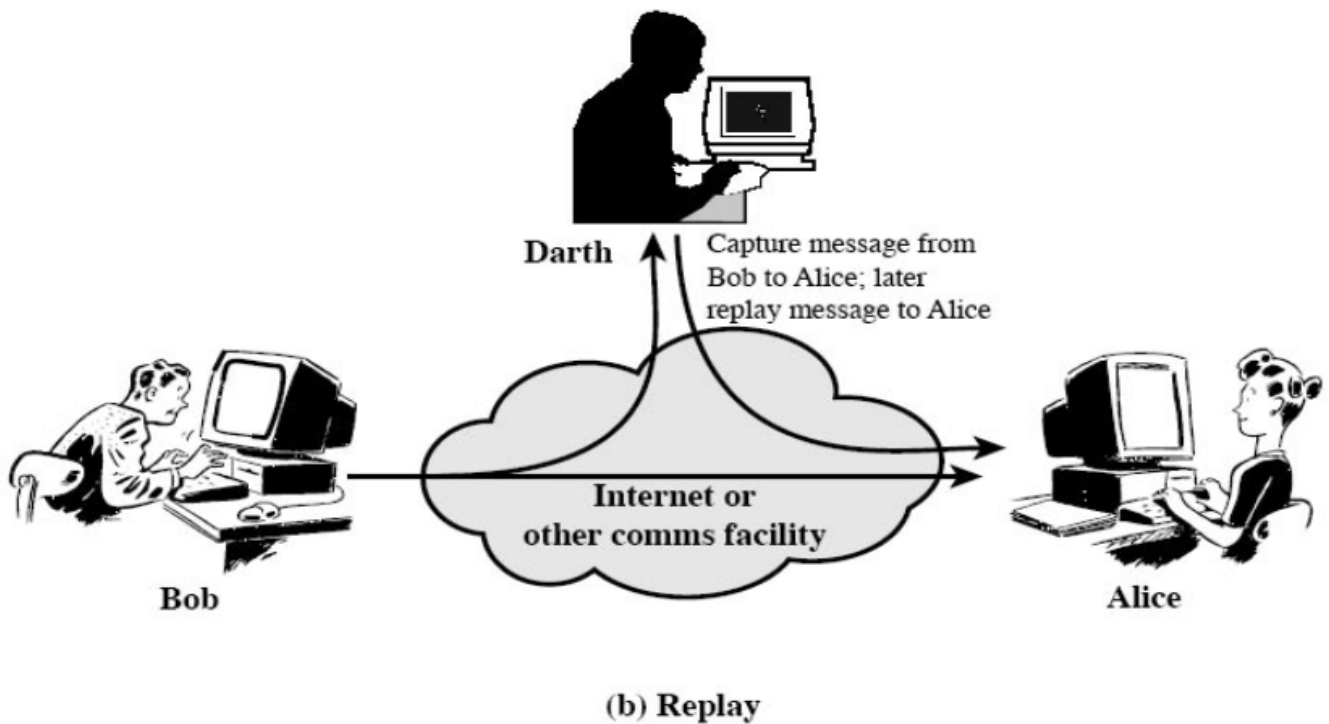 Darth
Capture message from
Bob to Alice; later
replay message to Alice
Internet or
other comms facility
Bob
Alice
(b) Replay